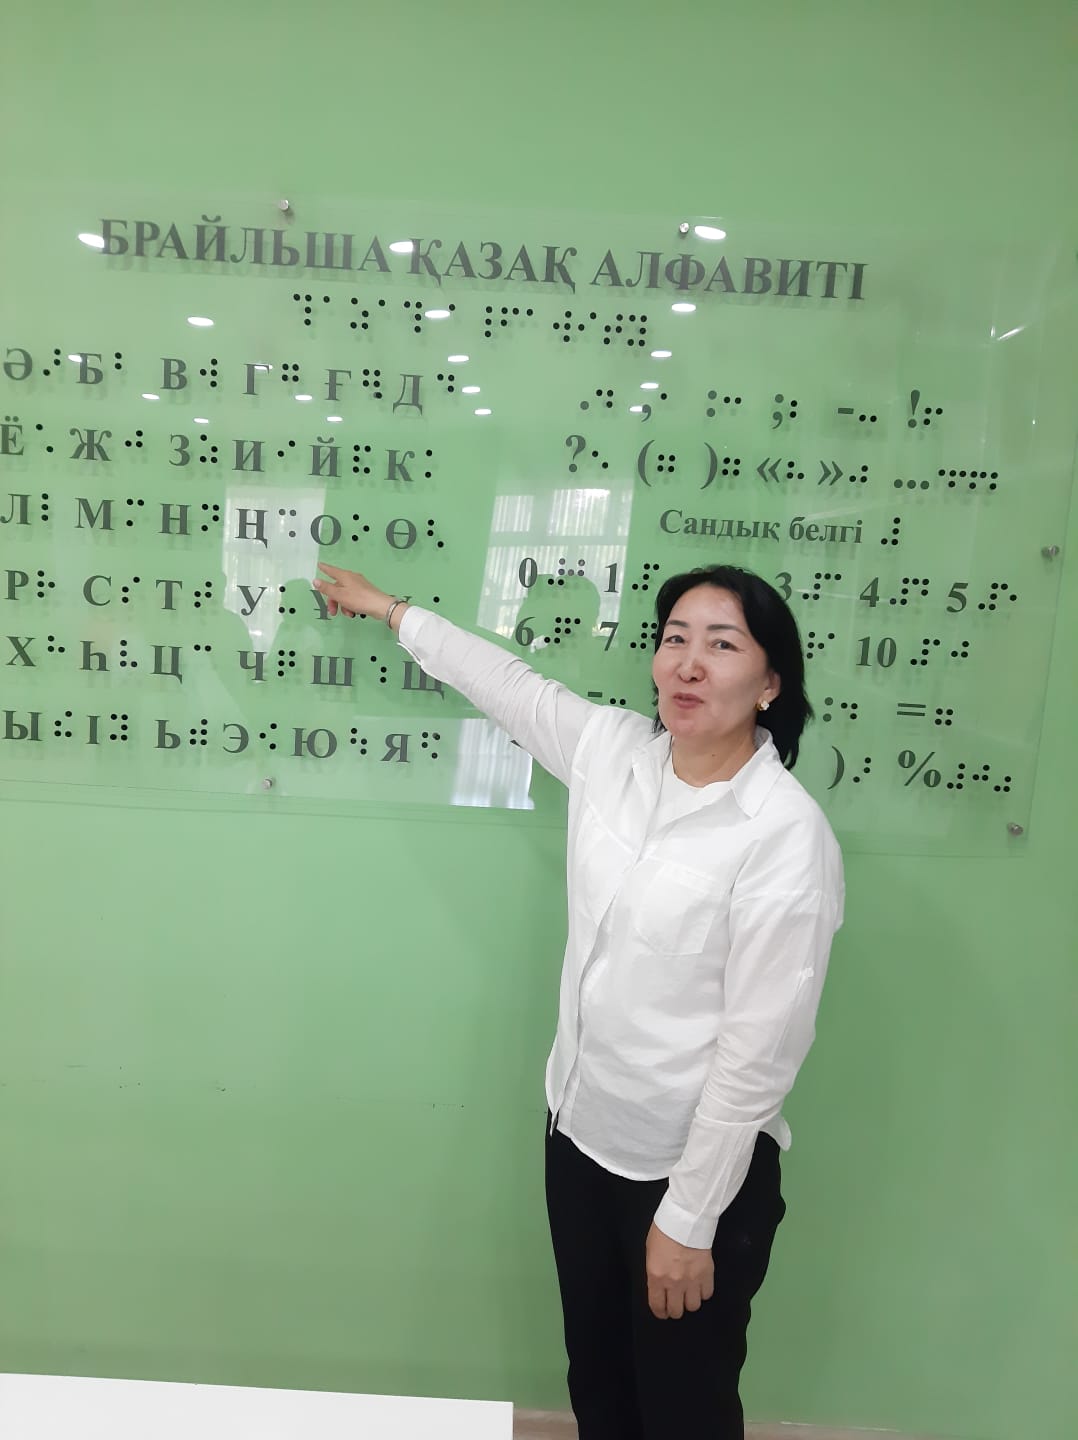 БРАЙЛЬША ҚАЗАҚ АЛФАВИТІ
Ә Б В Г Ғ Д
Ё Ж З И Й К
Л М Н Ң О Ө
Р С Т У Ұ
Х Һ Ц Ч Ш Щ
Ы І Ь Э Ю Я
. , : ; - !
? ( ) « » ...
Сандық белгі
0 1 3 4 5
6 7 10
- =
) %